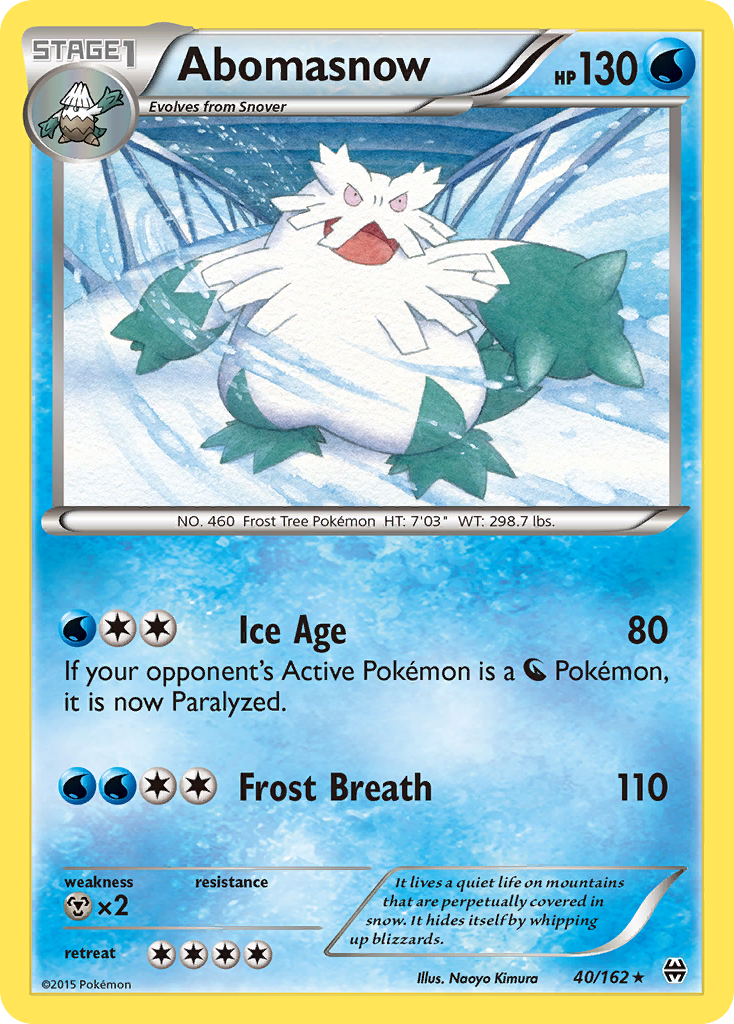 STAGE1
Abomasnow
HP 130
Evolves from Snover
NO. 460 Frost Tree Pokémon HT: 7'03" WT: 298.7 lbs.
Ice Age 80
If your opponent's Active Pokémon is a Pokémon,
it is now Paralyzed.
Frost Breath 110
weakness resistance
×2
retreat
It lives a quiet life on mountains
that are perpetually covered in
snow. It hides itself by whipping
up blizzards.
©2015 Pokémon
Illus. Naoyo Kimura
40/162 ★